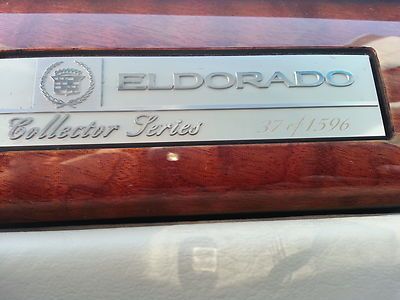 ELDORADO
Collector Series 37 of 1596